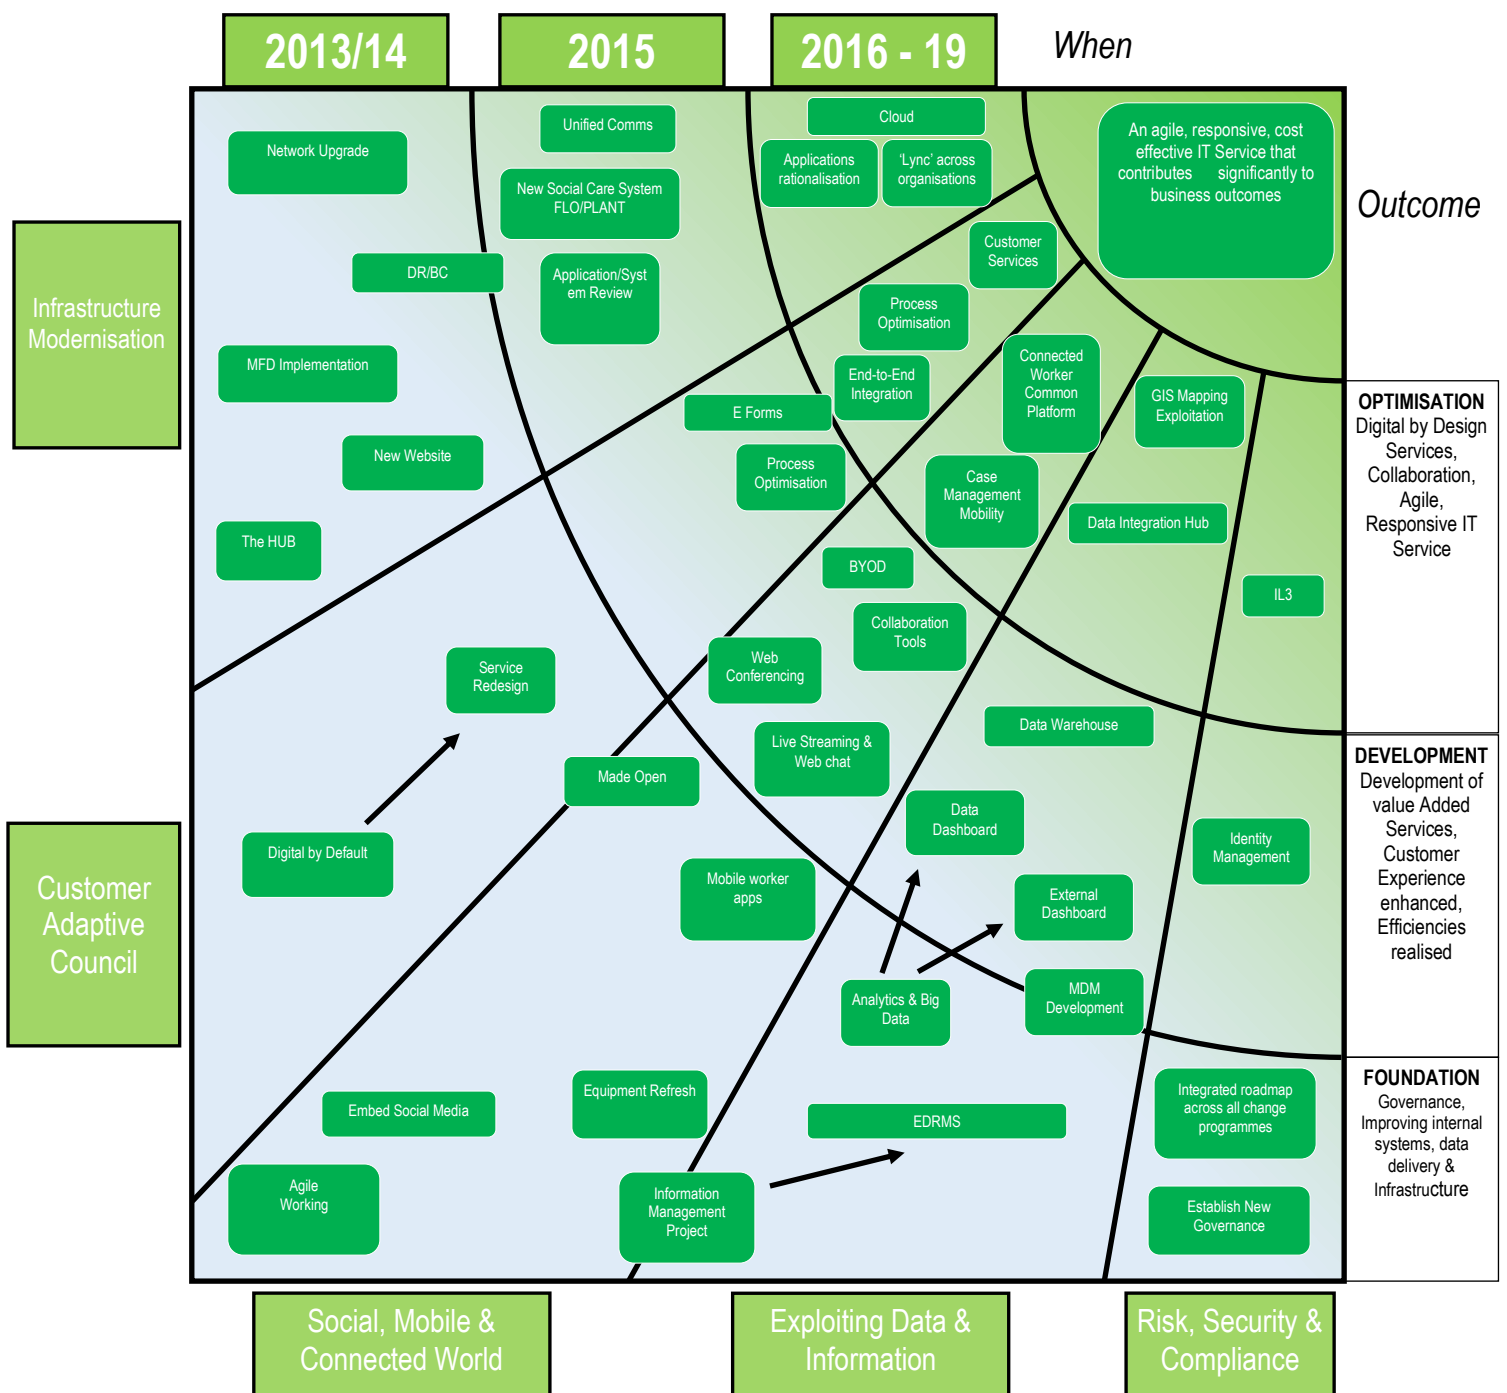 2013/14
2015
2016 - 19
When
Unified Comms
Cloud
An agile, responsive, cost
effective IT Service that
contributes significantly to
business outcomes
Network Upgrade
Applications
rationalisation
'Lync' across
organisations
New Social Care System
FLO/PLANT
Outcome
Customer
Services
DR/BC
Application/Syst
em Review
Infrastructure
Modernisation
Process
Optimisation
MFD Implementation
End-to-End
Integration
Connected
Worker
Common
Platform
GIS Mapping
Exploitation
OPTIMISATION
Digital by Design
Services,
Collaboration,
Agile,
Responsive IT
Service
E Forms
New Website
Process
Optimisation
Case
Management
Mobility
Data Integration Hub
The HUB
BYOD
IL3
Collaboration
Tools
Service
Redesign
Web
Conferencing
Data Warehouse
Live Streaming &
Web chat
DEVELOPMENT
Development of
value Added
Services,
Customer
Experience
enhanced,
Efficiencies
realised
Made Open
Data
Dashboard
Digital by Default
Identity
Management
Customer
Adaptive
Council
Mobile worker
apps
External
Dashboard
Analytics & Big
Data
MDM
Development
FOUNDATION
Governance,
Improving internal
systems, data
delivery &
Infrastructure
Equipment Refresh
Integrated roadmap
across all change
programmes
Embed Social Media
EDRMS
Agile
Working
Information
Management
Project
Establish New
Governance
Social, Mobile &
Connected World
Exploiting Data &
Information
Risk, Security &
Compliance